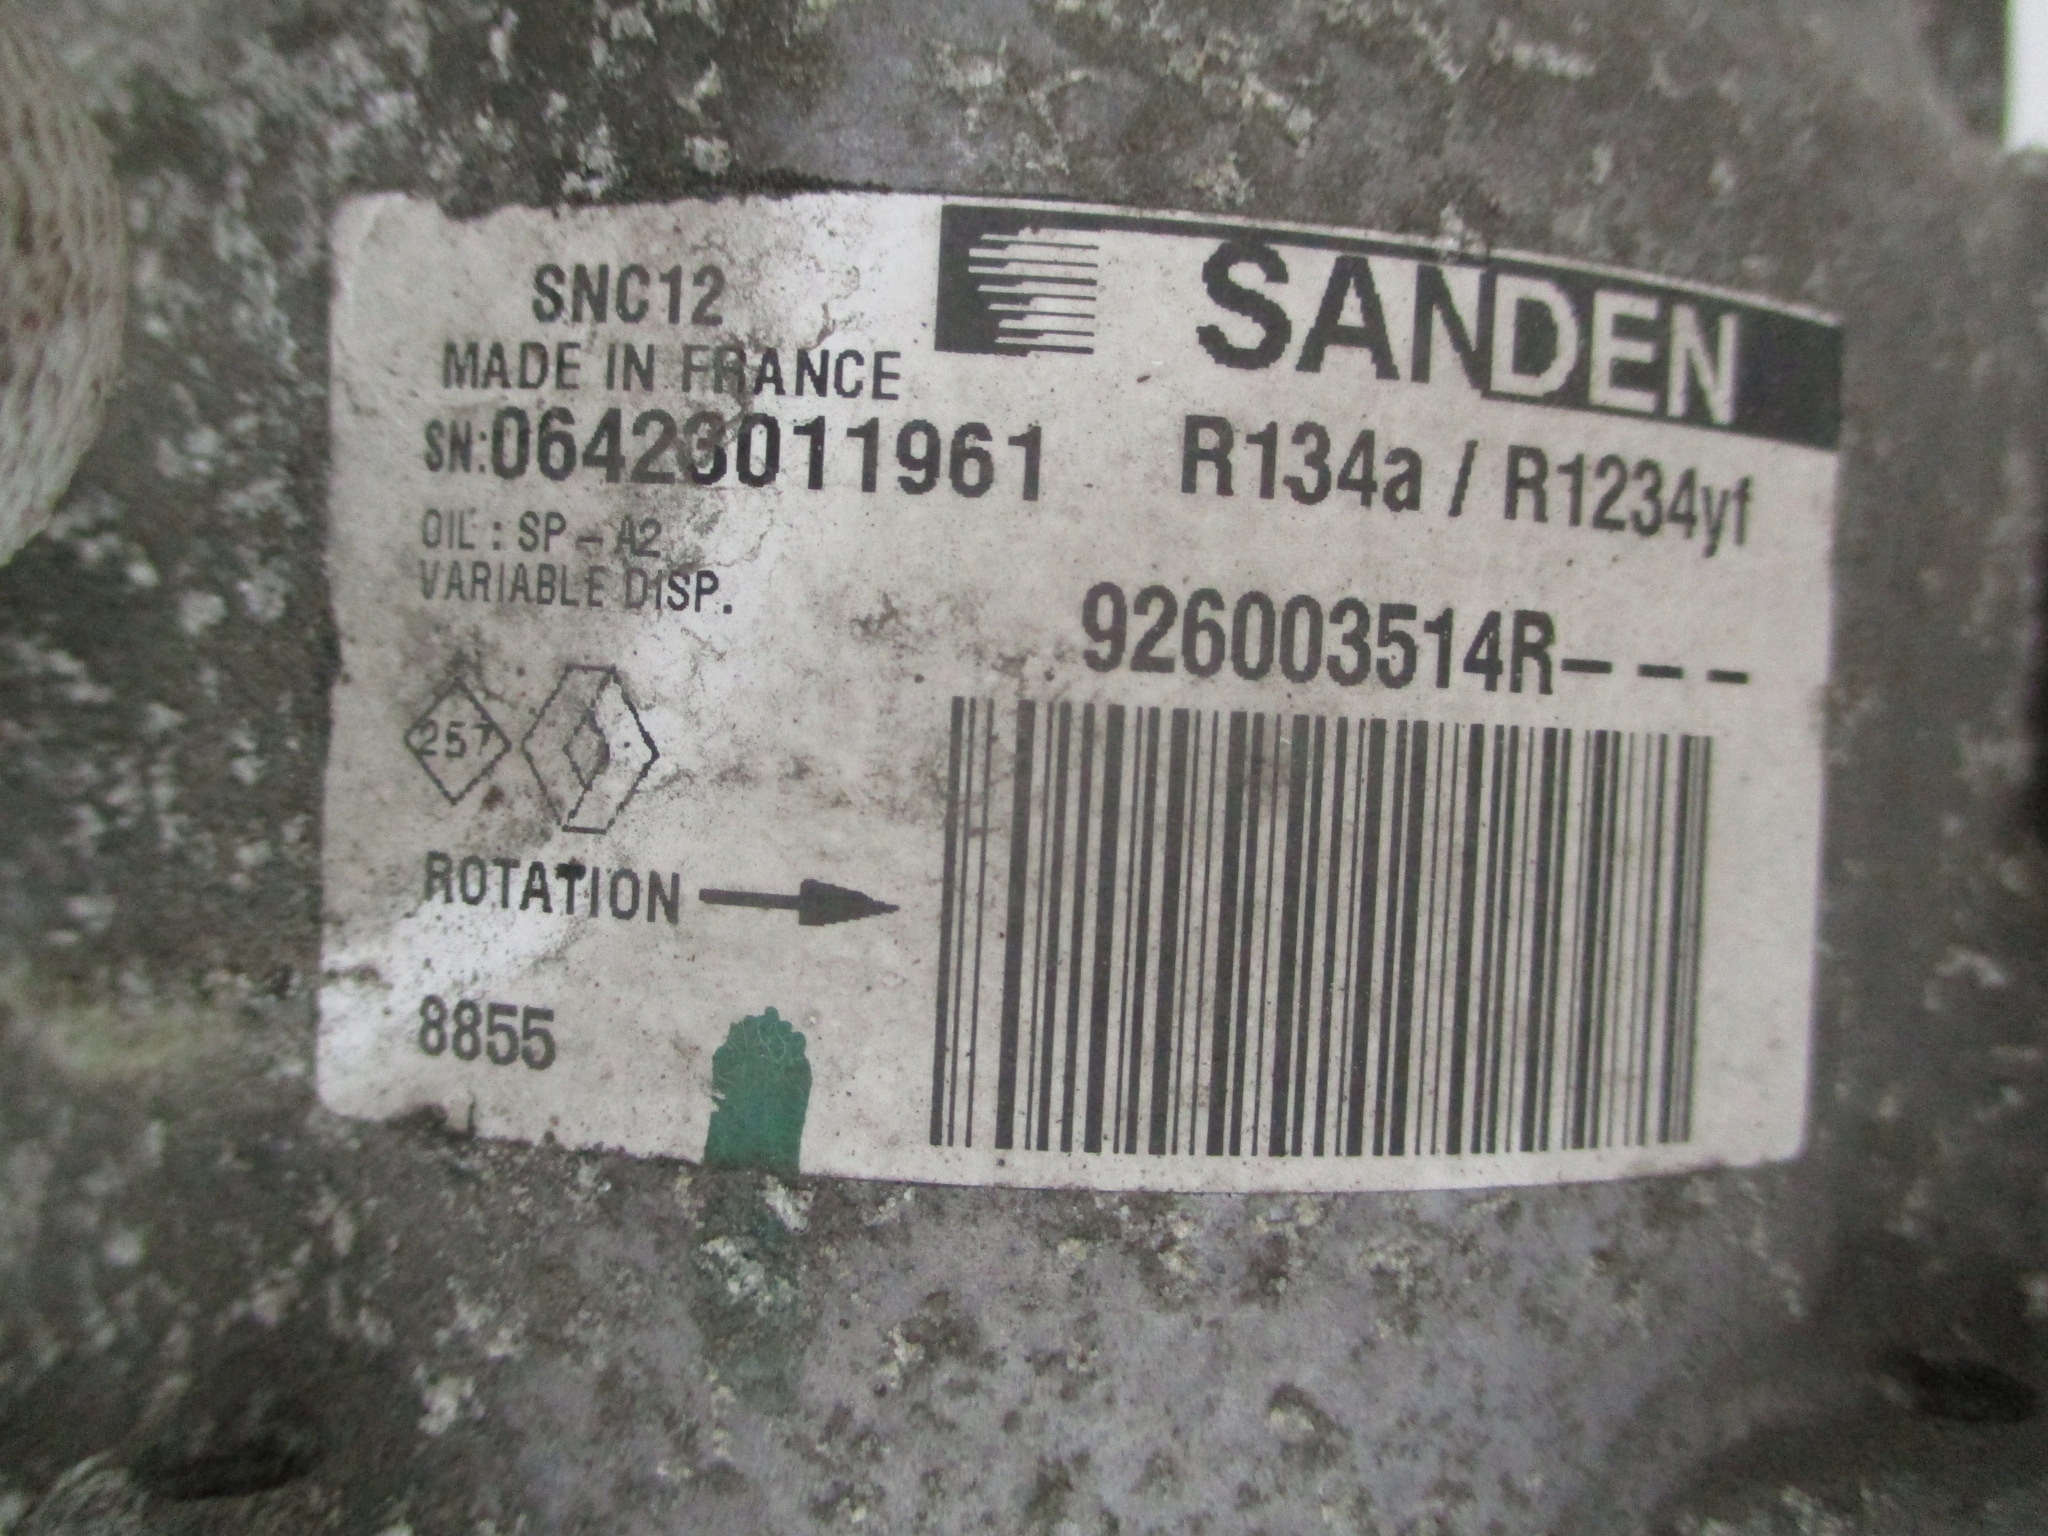 SNC12
MADE IN FRANCE
SN:06423011961
OIL : SP-A2
VARIABLE DISP.
257
ROTATION
8855
SANDEN
R134a / R1234yf
926003514R---